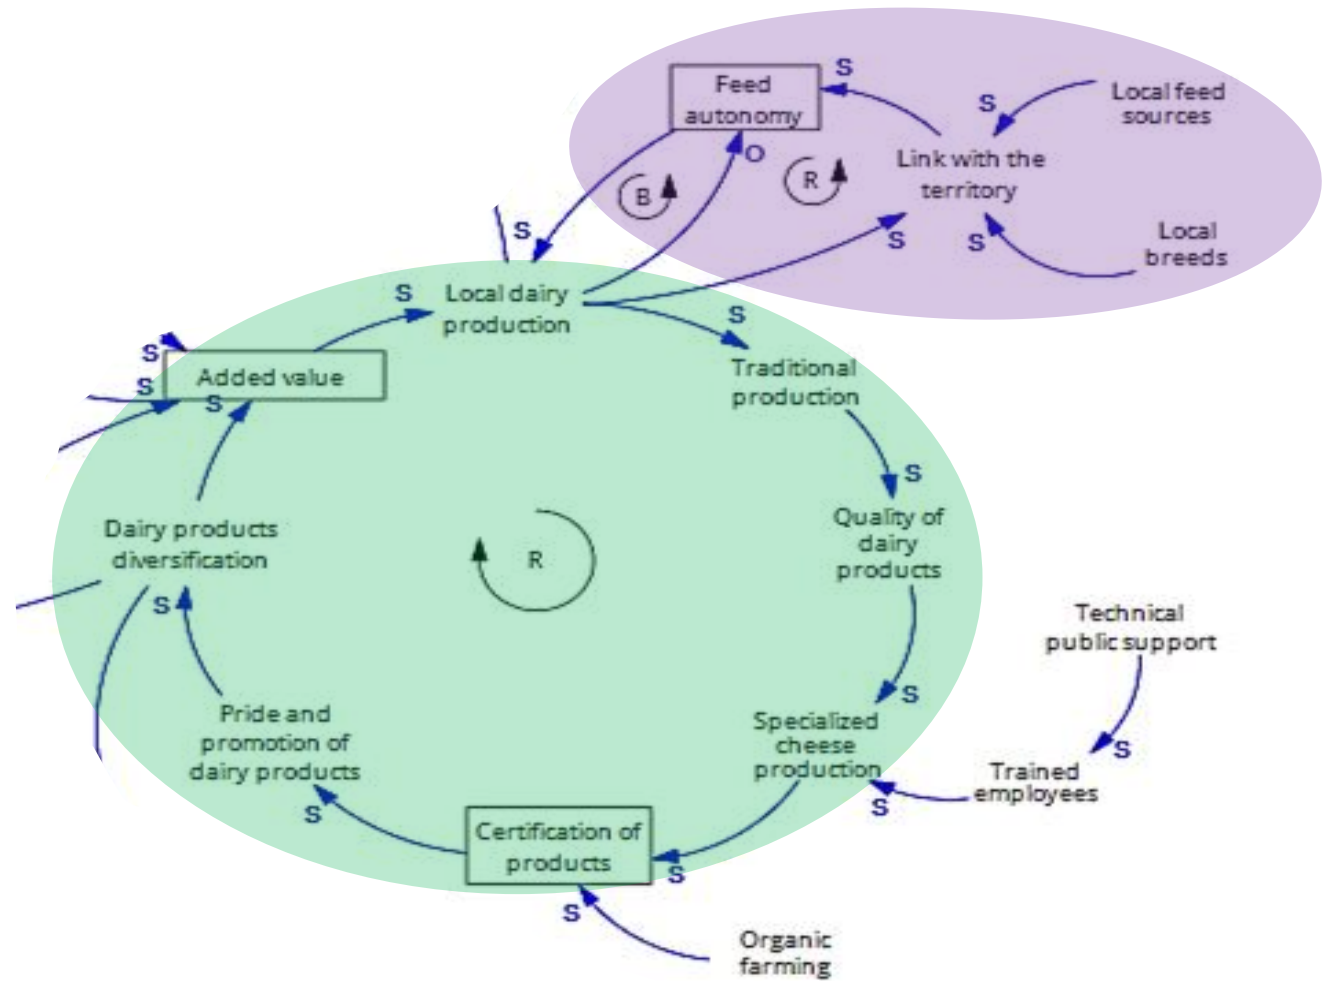 Feed
autonomy
S
Local feed
sources
S
O
Link with the
territory
R
B
S
S
S
Local
breeds
S
Local dairy
production
S
S
Added value
S
S
Traditional
production
S
Quality of
dairy
products
Dairy products
diversification
R
S
Technical
public support
S
Pride and
promotion of
dairy products
Specialized
cheese
production
S
Trained
employees
S
S
Certification of
products
S
S
Organic
farming